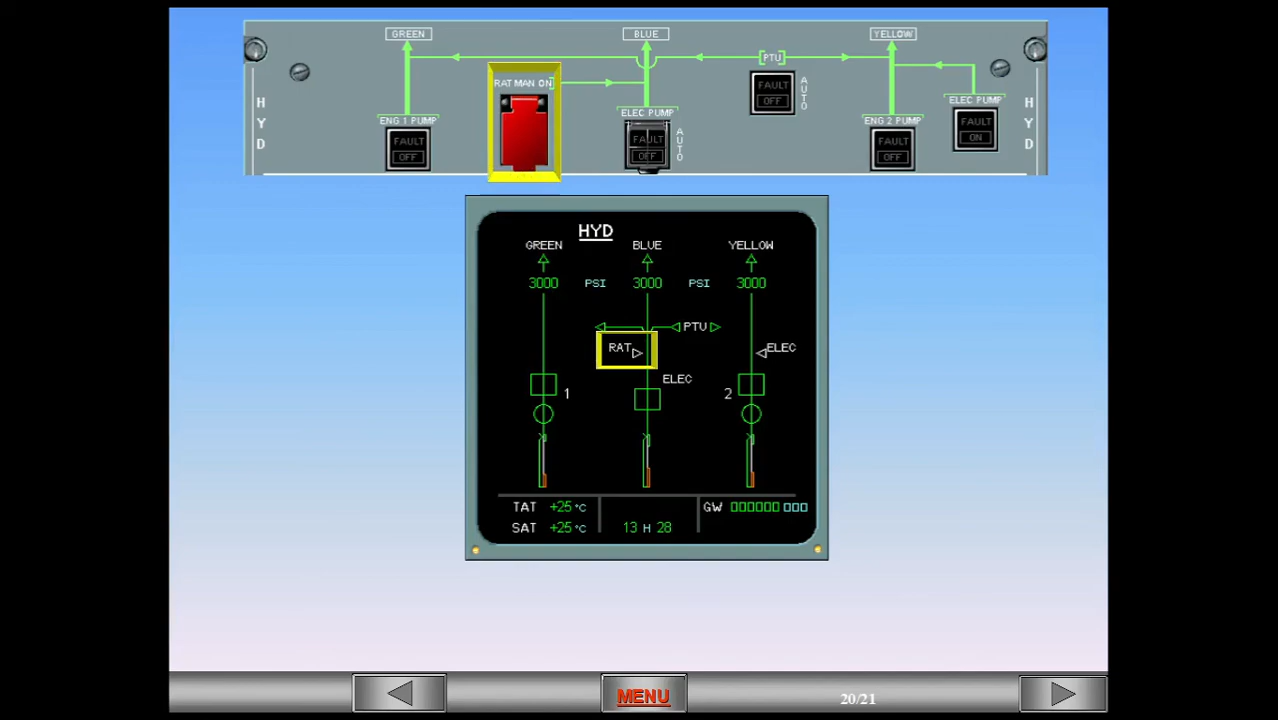 GREEN BLUE YELLOW
PTU
RAT MAN ON
FAULT
OFF
AUTO
HYD
ENG 1 PUMP
FAULT
OFF
ELEC PUMP
FAULT
OFF
AUTO
ENG 2 PUMP
FAULT
OFF
ELEC PUMP
FAULT
ON
HYD
HYD
GREEN BLUE YELLOW
3000 PSI 3000 PSI 3000
PTU
RAT ELEC
ELEC
1 2
TAT +25 °C GW
SAT +25 °C 13 H 28
MENU 20/21